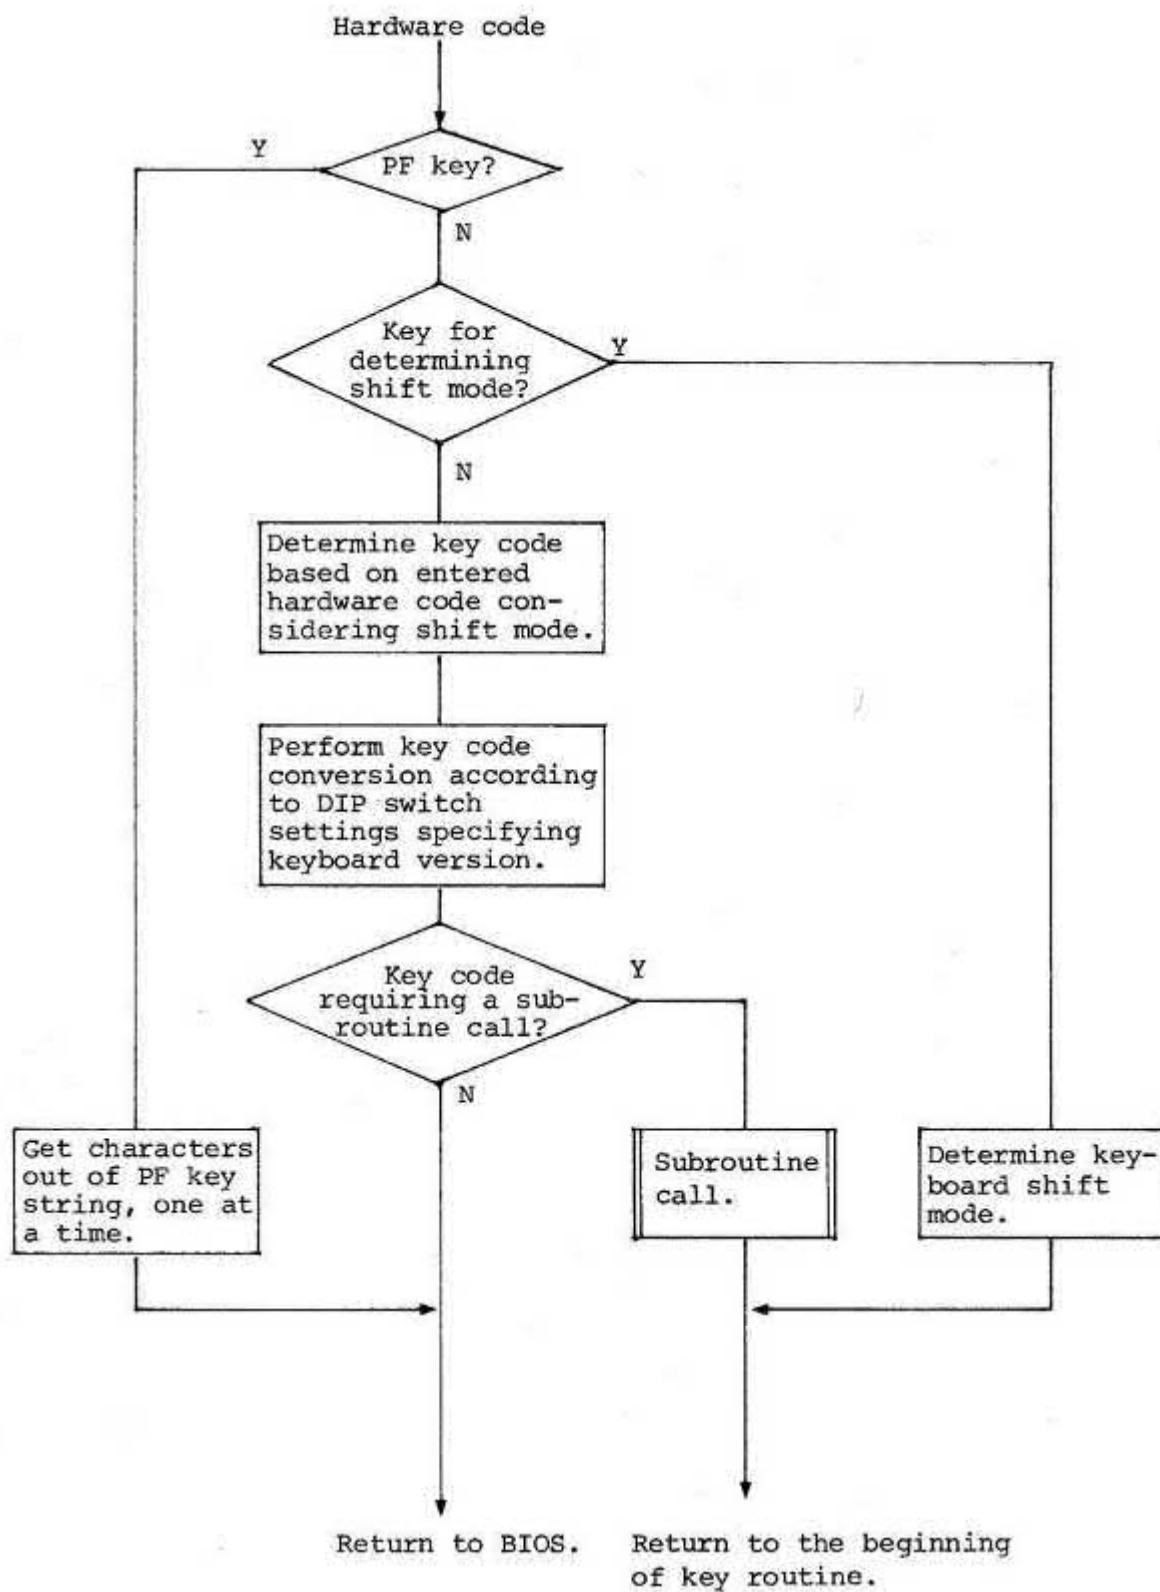 Hardware code
Y
PF key?
N
Key for
determining
shift mode?
Y
N
Determine key code
based on entered
hardware code con-
sidering shift mode.
Perform key code
conversion according
to DIP switch
settings specifying
keyboard version.
Key code
requiring a sub-
routine call?
Y
N
Get characters
out of PF key
string, one at
a time.
Subroutine
call.
Determine key-
board shift
mode.
Return to BIOS.
Return to the beginning
of key routine.